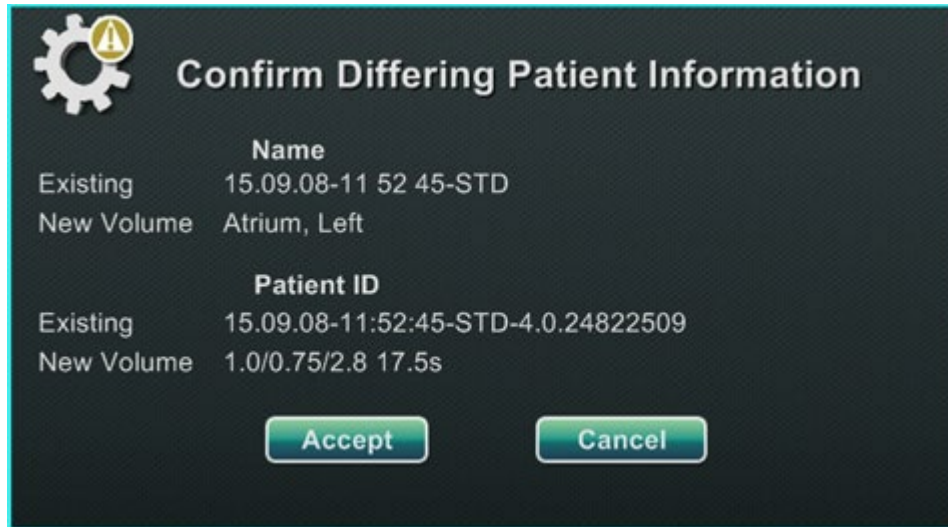 Confirm Differing Patient Information
Name
Existing 15.09.08-11 52 45-STD
New Volume Atrium, Left
Patient ID
Existing 15.09.08-11:52:45-STD-4.0.24822509
New Volume 1.0/0.75/2.8 17.5s
Accept Cancel